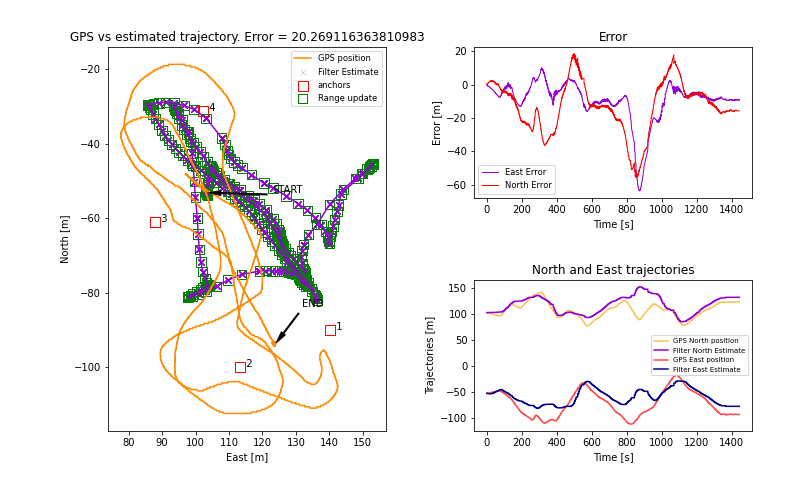 GPS vs estimated trajectory. Error = 20.269116363810983
GPS position
Filter Estimate
anchors
Range update
4
START
3
END
1
2
−20
−40
−60
−80
−100
North [m]
80 90 100 110 120 130 140 150
East [m]
Error
20
0
−20
−40
−60
Error [m]
East Error
North Error
0 200 400 600 800 1000 1200 1400
Time [s]
North and East trajectories
150
100
50
0
−50
−100
Trajectories [m]
GPS North position
Filter North Estimate
GPS East position
Filter East Estimate
0 200 400 600 800 1000 1200 1400
Time [s]